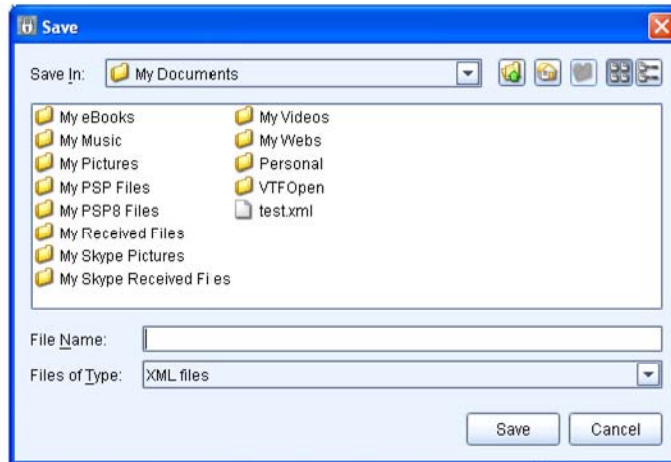 Save
Save In: My Documents
My eBooks
My Music
My Pictures
My PSP Files
My PSP8 Files
My Received Files
My Skype Pictures
My Skype Received Files
My Videos
My Webs
Personal
VTFOpen
test.xml
File Name:
Files of Type: XML files
Save Cancel